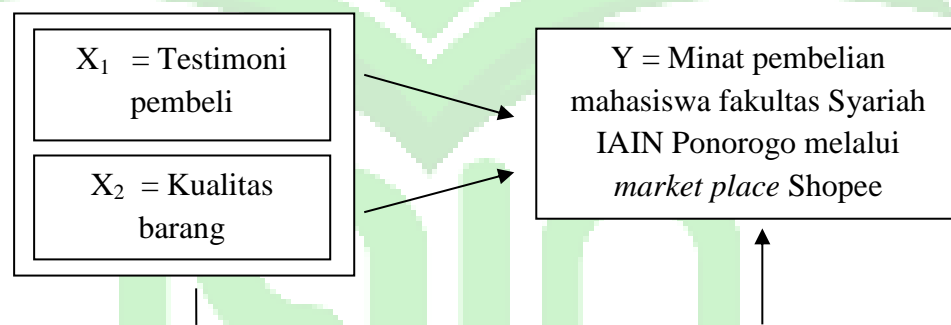 X₁ = Testimoni
pembeli
X₂ = Kualitas
barang
Y = Minat pembelian
mahasiswa fakultas Syariah
IAIN Ponorogo melalui
market place Shopee